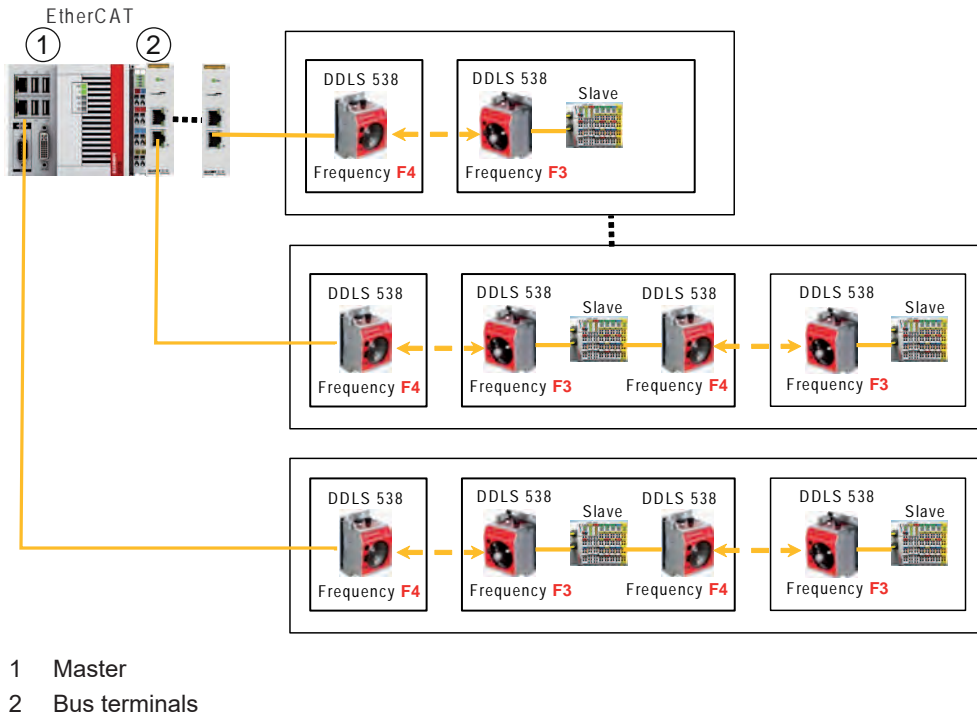 EtherCAT
1 2
DDLS 538 DDLS 538
Slave
Frequency F4 Frequency F3
DDLS 538 DDLS 538 DDLS 538 DDLS 538
Slave Slave
Frequency F4 Frequency F3 Frequency F4 Frequency F3
DDLS 538 DDLS 538 DDLS 538 DDLS 538
Slave Slave
Frequency F4 Frequency F3 Frequency F4 Frequency F3
1 Master
2 Bus terminals